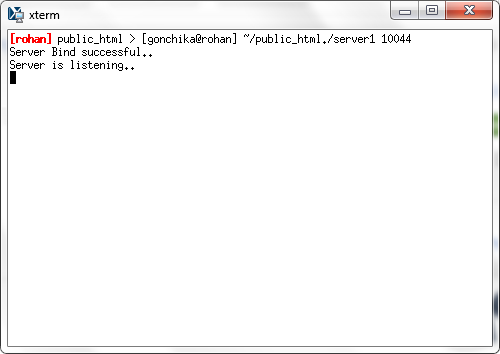 xterm
[rohan] public_html > [gonchika@rohan] ~/public_html./server1 10044
Server Bind successful..
Server is listening..